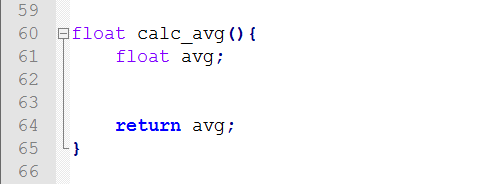 59
60 float calc_avg(){
61 float avg;
62
63
64 return avg;
65 }
66